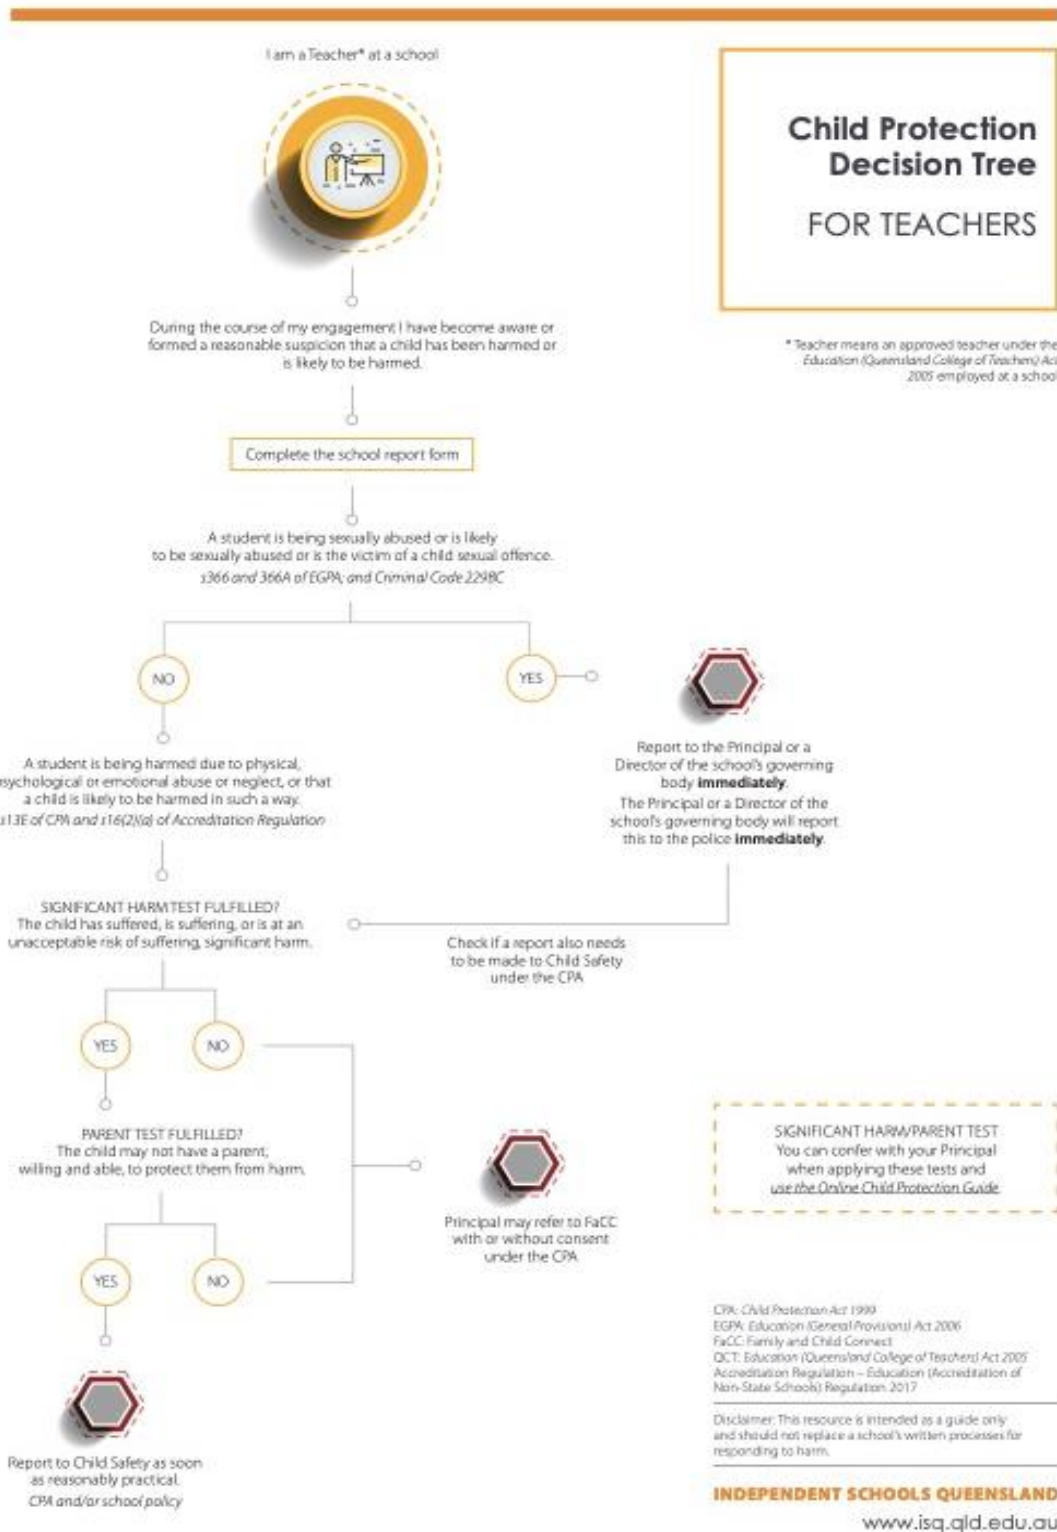 I am a Teacher* at a school
Child Protection
Decision Tree
FOR TEACHERS
During the course of my engagement I have become aware or
formed a reasonable suspicion that a child has been harmed or
is likely to be harmed.
* Teacher means an approved teacher under the
Education (Queensland College of Teachers) Act
2005 employed at a school
Complete the school report form
A student is being sexually abused or is likely
to be sexually abused or is the victim of a child sexual offence.
s366 and 366A of EGPA; and Criminal Code 229BC
NO
YES
A student is being harmed due to physical,
psychological or emotional abuse or neglect, or that
a child is likely to be harmed in such a way.
s13E of CPA and s16(2)(a) of Accreditation Regulation
Report to the Principal or a
Director of the school's governing
body immediately.
The Principal or a Director of the
school's governing body will report
this to the police immediately.
SIGNIFICANT HARM TEST FULFILLED?
The child has suffered, is suffering, or is at an
unacceptable risk of suffering, significant harm.
Check if a report also needs
to be made to Child Safety
under the CPA
YES
NO
PARENT TEST FULFILLED?
The child may not have a parent,
willing and able, to protect them from harm.
SIGNIFICANT HARM/PARENT TEST
You can confer with your Principal
when applying these tests and
use the Online Child Protection Guide.
Principal may refer to FaCC
with or without consent
under the CPA
YES
NO
CPA: Child Protection Act 1999
EGPA: Education (General Provisions) Act 2006
FaCC: Family and Child Connect
QCT: Education (Queensland College of Teachers) Act 2005
Accreditation Regulation – Education (Accreditation of
Non-State Schools) Regulation 2017
Disclaimer: This resource is intended as a guide only
and should not replace a school's written processes for
responding to harm.
Report to Child Safety as soon
as reasonably practical.
CPA and/or school policy
INDEPENDENT SCHOOLS QUEENSLAND
www.isq.qld.edu.au